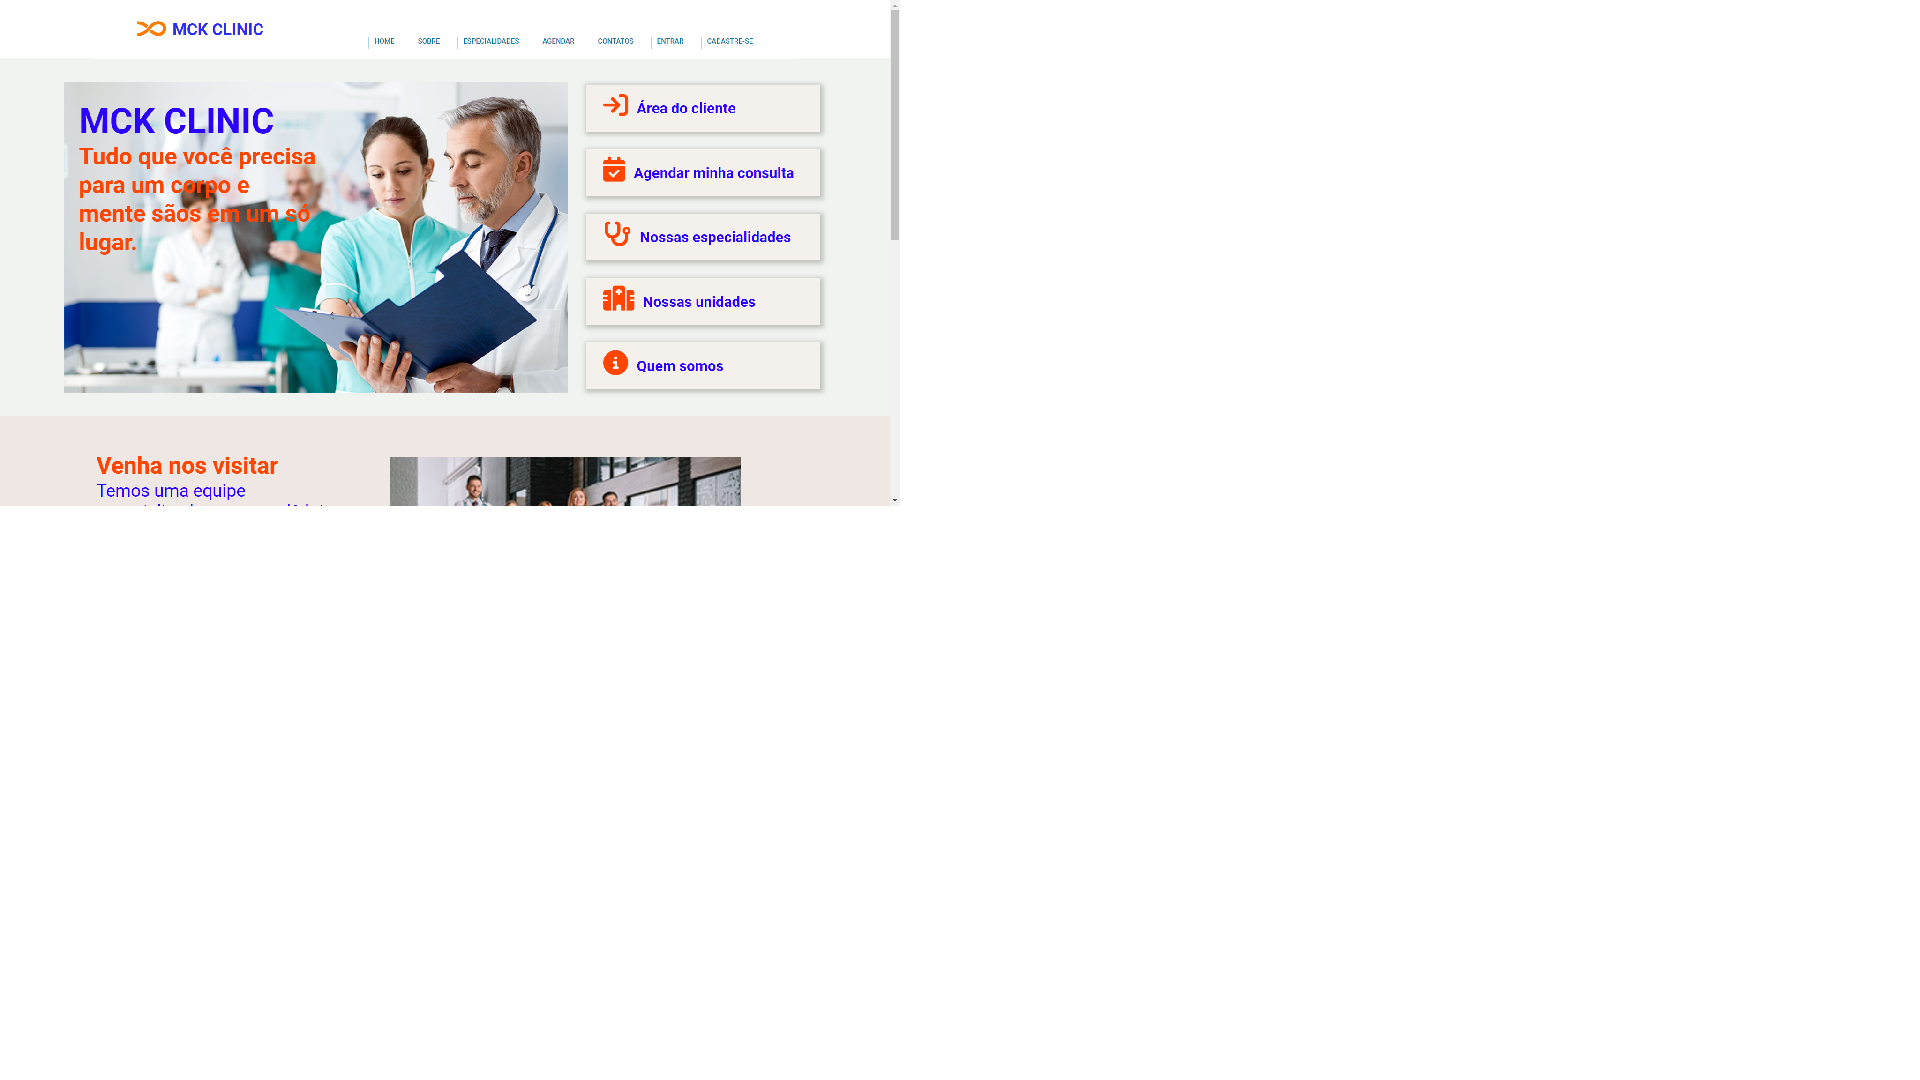 MCK CLINIC
HOME
SOBRE
ESPECIALIDADES
AGENDAR
CONTATOS
ENTRAR
CADASTRE-SE
MCK CLINIC
Tudo que você precisa
para um corpo e
mente sãos em um só
lugar.
Área do cliente
Agendar minha consulta
Nossas especialidades
Nossas unidades
Quem somos
Venha nos visitar
Temos uma equipe